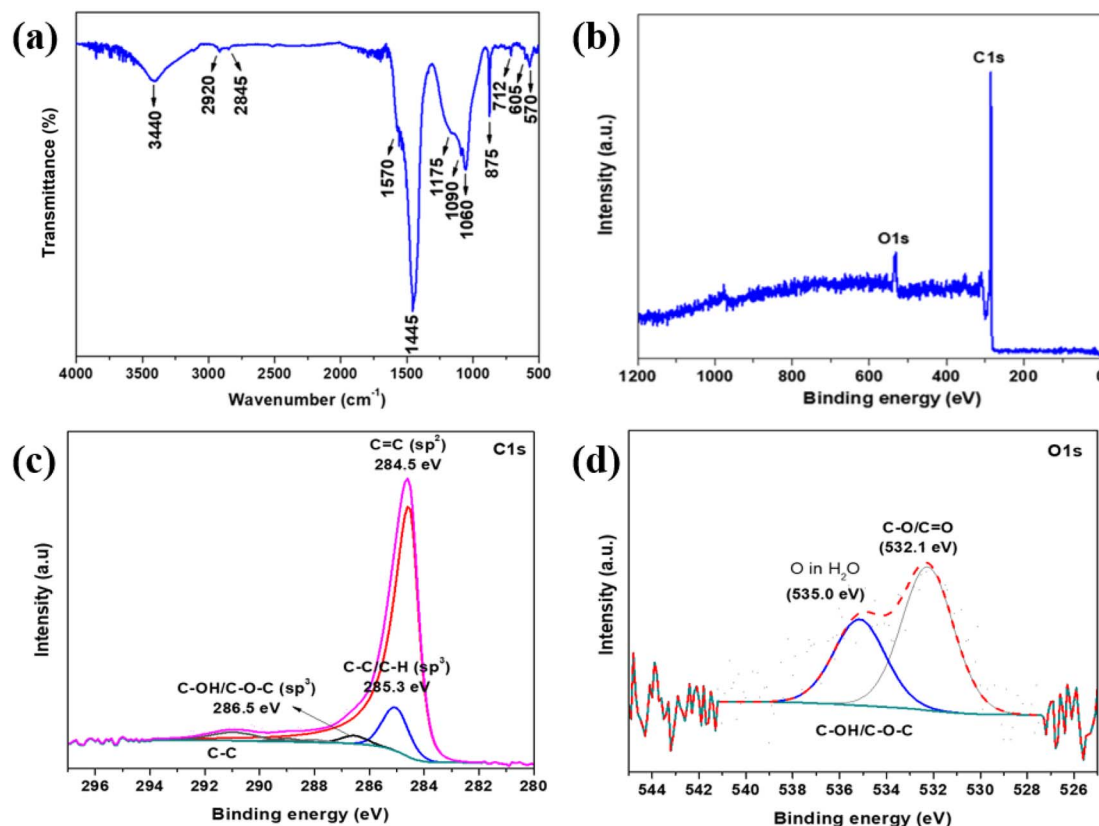 (a)
Transmittance (%)
3440
2920
2845
1570
1445
1175
1090
1060
875
712
605
570
4000 3500 3000 2500 2000 1500 1000 500
Wavenumber (cm⁻¹)
(b)
Intensity (a.u.)
O1s
C1s
1200 1000 800 600 400 200 0
Binding energy (eV)
(c)
C1s
Intensity (a.u)
C=C (sp²)
284.5 eV
C-C/C-H (sp³)
285.3 eV
C-OH/C-O-C (sp³)
286.5 eV
C-C
296 294 292 290 288 286 284 282 280
Binding energy (eV)
(d)
O1s
Intensity (a.u.)
C-O/C=O
(532.1 eV)
O in H₂O
(535.0 eV)
C-OH/C-O-C
544 542 540 538 536 534 532 530 528 526
Binding energy (eV)